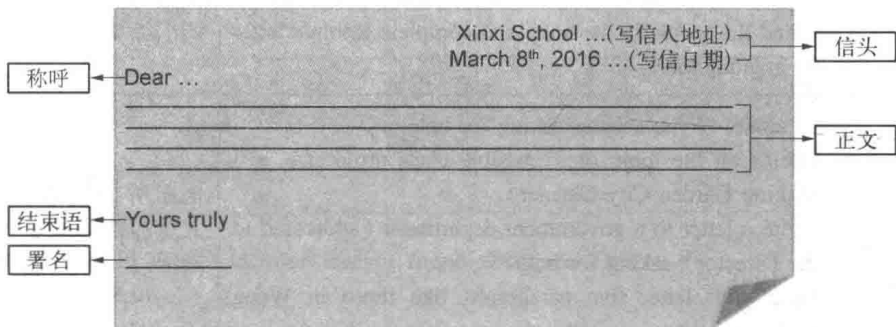 Xinxi School ...(写信人地址)
信头
March 8th, 2016 ...(写信日期)
称呼
Dear ...
正文
结束语
Yours truly
署名